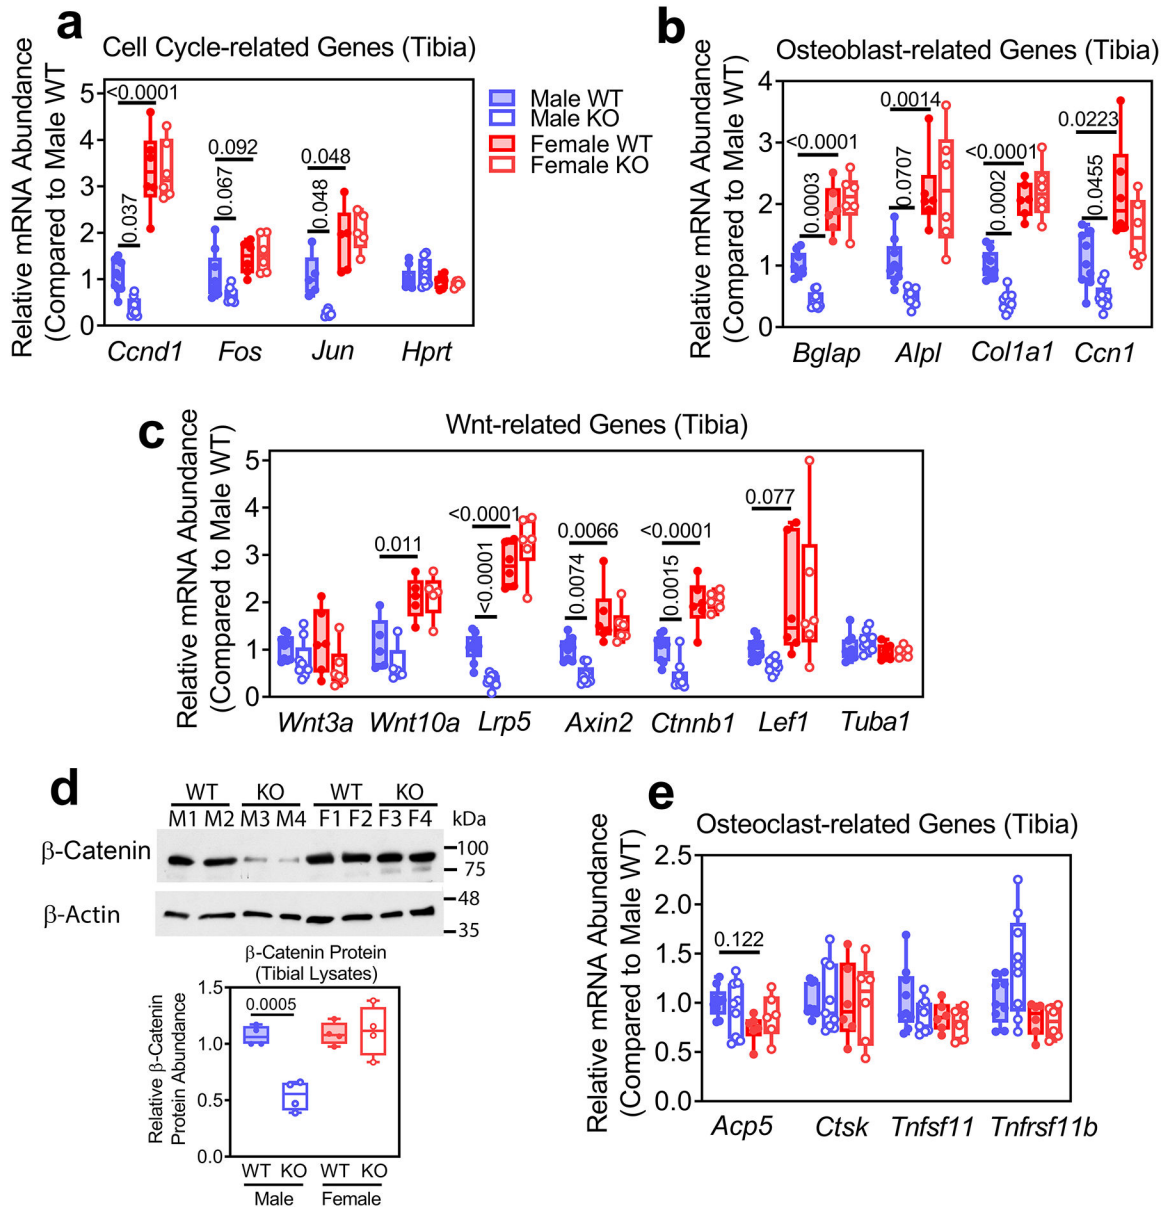 a
Cell Cycle-related Genes (Tibia)
Relative mRNA Abundance
(Compared to Male WT)
5
4
3
2
1
0
<0.0001
0.037
0.092
0.067
0.048
0.048
Ccnd1 Fos Jun Hprt
Male WT
Male KO
Female WT
Female KO
b
Osteoblast-related Genes (Tibia)
Relative mRNA Abundance
(Compared to Male WT)
4
3
2
1
0
<0.0001
0.0003
0.0014
0.0707
<0.0001
0.0002
0.0223
0.0455
Bglap Alpl Col1a1 Ccn1
c
Wnt-related Genes (Tibia)
Relative mRNA Abundance
(Compared to Male WT)
5
4
3
2
1
0
0.011
<0.0001
<0.0001
0.0066
0.0074
<0.0001
0.0015
0.077
Wnt3a Wnt10a Lrp5 Axin2 Ctnnb1 Lef1 Tuba1
d
WT KO WT KO
M1 M2 M3 M4 F1 F2 F3 F4 kDa
β-Catenin
100
75
β-Actin
48
35
β-Catenin Protein
(Tibial Lysates)
Relative β-Catenin
Protein Abundance
1.5
1.0
0.5
0.0
0.0005
WT KO WT KO
Male Female
e
Osteoclast-related Genes (Tibia)
Relative mRNA Abundance
(Compared to Male WT)
2.5
2.0
1.5
1.0
0.5
0.0
0.122
Acp5 Ctsk Tnfsf11 Tnfrsf11b